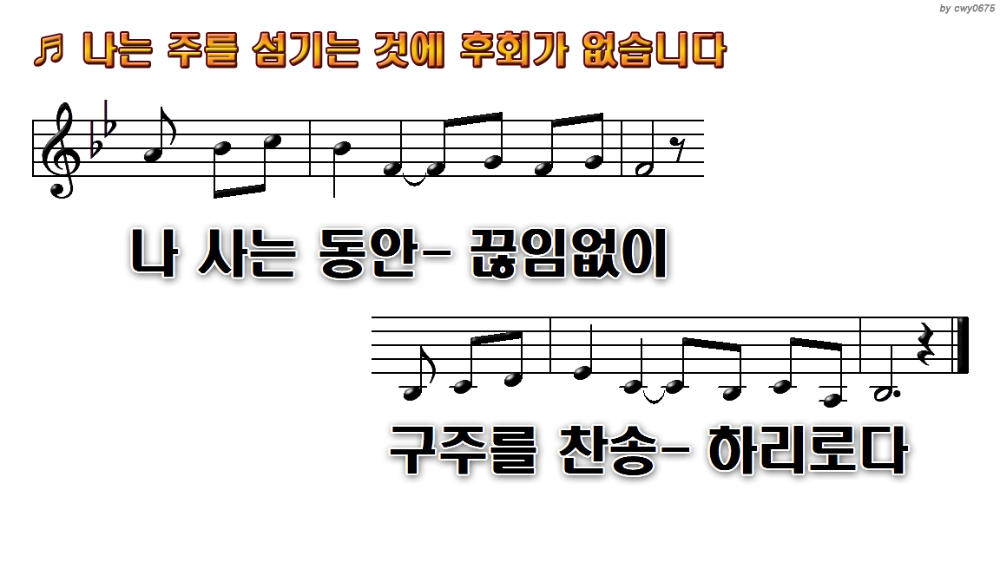 by cwy0675
♬ 나는 주를 섬기는 것에 후회가 없습니다
나 사는 동안- 끊임없이
구주를 찬송- 하리로다